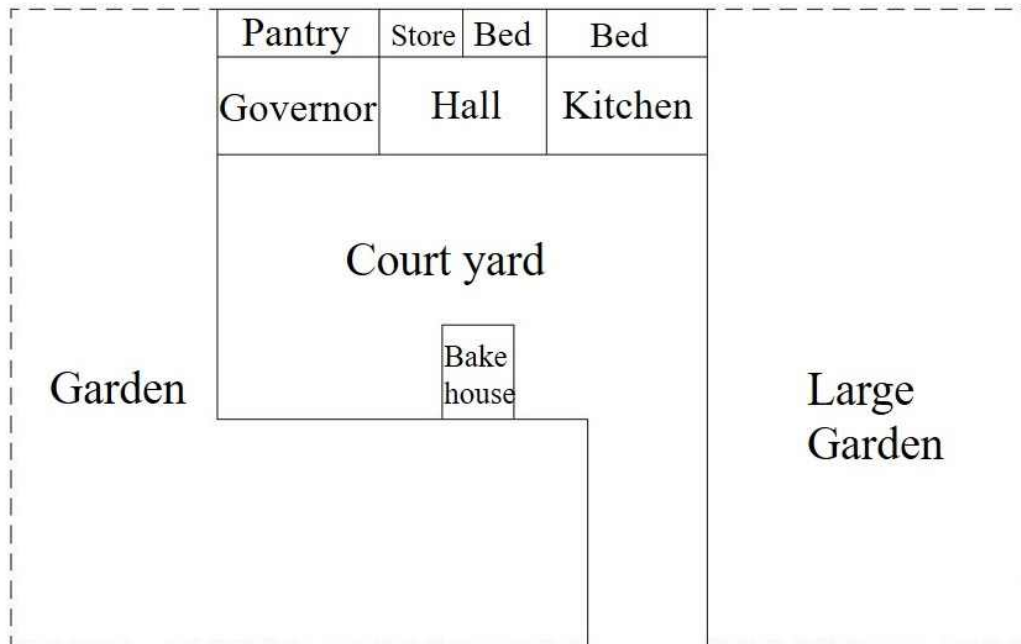 Pantry Store Bed Bed
Governor Hall Kitchen
Court yard
Bake
house
Garden
Large
Garden